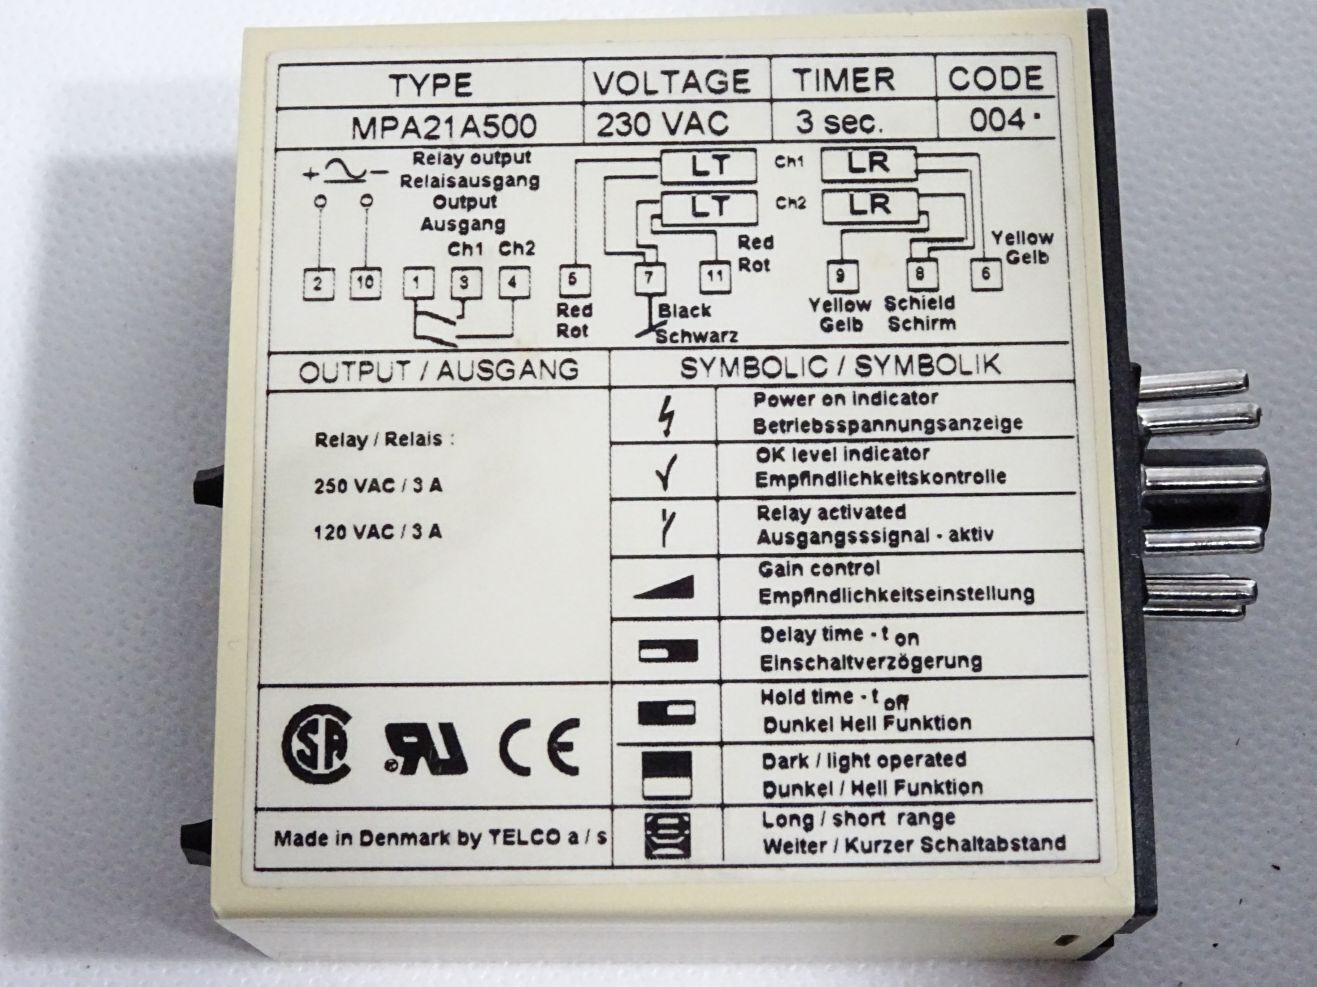 TYPE VOLTAGE TIMER CODE
MPA21A500 230 VAC 3 sec. 004
+ − Relay output LT Ch1 LR
Relaisausgang
Output LT Ch2 LR
Ausgang
Ch1 Ch2 Red Yellow
Rot Gelb
2 10 1 3 4 5 7 11 9 8 6
Red Black Yellow Schield
Rot Schwarz Gelb Schirm
OUTPUT / AUSGANG SYMBOLIC / SYMBOLIK
Power on indicator
Betriebsspannungsanzeige
Relay / Relais :
OK level indicator
Empfindlichkeitskontrolle
250 VAC / 3 A
Relay activated
120 VAC / 3 A Ausgangsssignal - aktiv
Gain control
Empfindlichkeitseinstellung
Delay time - t on
Einschaltverzögerung
Hold time - t off
Dunkel Hell Funktion
SA RU CE
Dark / light operated
Dunkel / Hell Funktion
Long / short range
Made in Denmark by TELCO a / s Weiter / Kurzer Schaltabstand